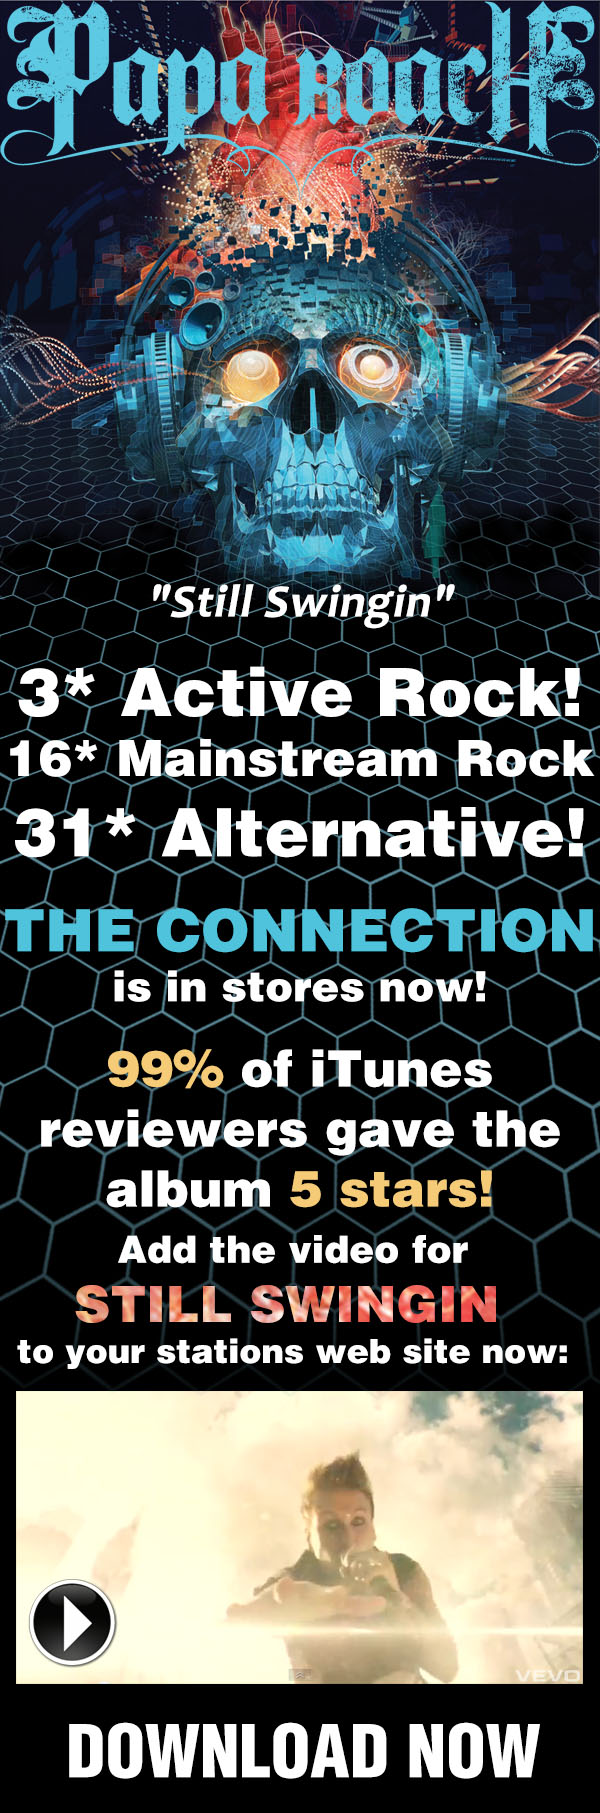 Papa Roach
"Still Swingin"
3* Active Rock!
16* Mainstream Rock
31* Alternative!
THE CONNECTION
is in stores now!
99% of iTunes
reviewers gave the
album 5 stars!
Add the video for
STILL SWINGIN
to your stations web site now:
VEVO
DOWNLOAD NOW